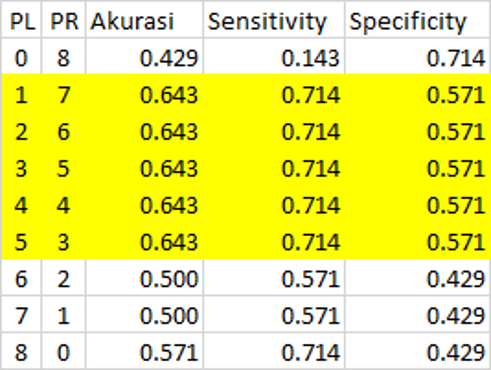 PL PR Akurasi Sensitivity Specificity
0 8 0.429 0.143 0.714
1 7 0.643 0.714 0.571
2 6 0.643 0.714 0.571
3 5 0.643 0.714 0.571
4 4 0.643 0.714 0.571
5 3 0.643 0.714 0.571
6 2 0.500 0.571 0.429
7 1 0.500 0.571 0.429
8 0 0.571 0.714 0.429